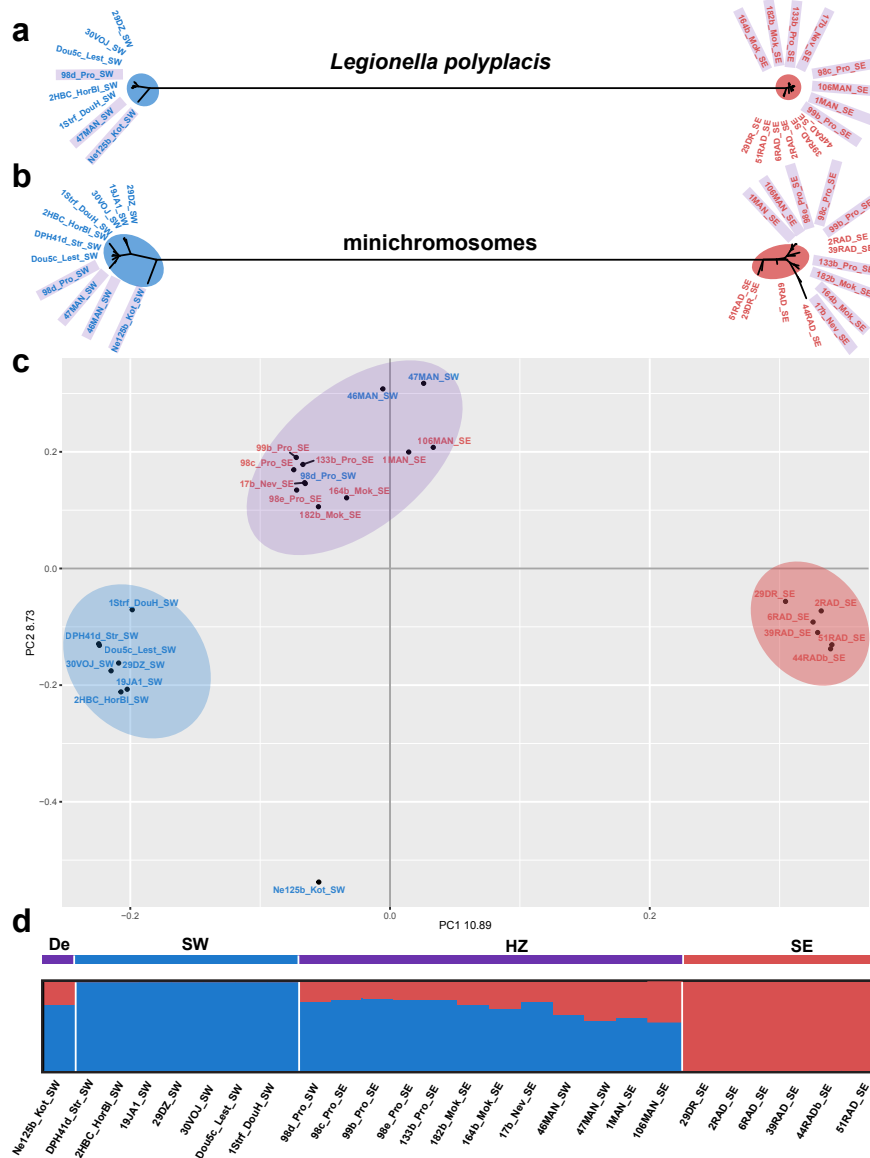 a
Legionella polyplacis
29DZ_SW
30VOJ_SW
Dou5c_Lest_SW
98d_Pro_SW
2HBC_HorBl_SW
1Strf_DouH_SW
47MAN_SW
Ne125b_Kot_SW
164b_Mok_SE
182b_Mok_SE
133b_Pro_SE
17b_Nev_SE
98c_Pro_SE
106MAN_SE
1MAN_SE
99b_Pro_SE
44RAD_SE
39RAD_SE
2RAD_SE
6RAD_SE
51RAD_SE
29DR_SE
b
minichromosomes
29DZ_SW
19JA1_SW
30VOJ_SW
1Strf_DouH_SW
2HBC_HorBl_SW
DPH41d_Str_SW
Dou5c_Lest_SW
98d_Pro_SW
47MAN_SW
46MAN_SW
Ne125b_Kot_SW
1MAN_SE
106MAN_SE
98e_Pro_SE
98c_Pro_SE
99b_Pro_SE
2RAD_SE
39RAD_SE
133b_Pro_SE
182b_Mok_SE
164b_Mok_SE
17b_Nev_SE
44RAD_SE
6RAD_SE
29DR_SE
51RAD_SE
c
47MAN_SW
46MAN_SW
106MAN_SE
99b_Pro_SE
1MAN_SE
98c_Pro_SE
133b_Pro_SE
98d_Pro_SW
17b_Nev_SE
164b_Mok_SE
98e_Pro_SE
182b_Mok_SE
29DR_SE
2RAD_SE
6RAD_SE
39RAD_SE
51RAD_SE
44RADb_SE
1Strf_DouH_SW
DPH41d_Str_SW
Dou5c_Lest_SW
30VOJ_SW
29DZ_SW
19JA1_SW
2HBC_HorBl_SW
Ne125b_Kot_SW
0.2
0.0
−0.2
−0.4
PC2 8.73
−0.2
0.0
0.2
PC1 10.89
d
De SW HZ SE
Ne125b_Kot_SW
DPH41d_Str_SW
2HBC_HorBl_SW
19JA1_SW
29DZ_SW
30VOJ_SW
Dou5c_Lest_SW
1Strf_DouH_SW
98d_Pro_SW
98c_Pro_SE
99b_Pro_SE
98e_Pro_SE
133b_Pro_SE
182b_Mok_SE
164b_Mok_SE
17b_Nev_SE
46MAN_SW
47MAN_SW
1MAN_SE
106MAN_SE
29DR_SE
2RAD_SE
6RAD_SE
39RAD_SE
44RADb_SE
51RAD_SE